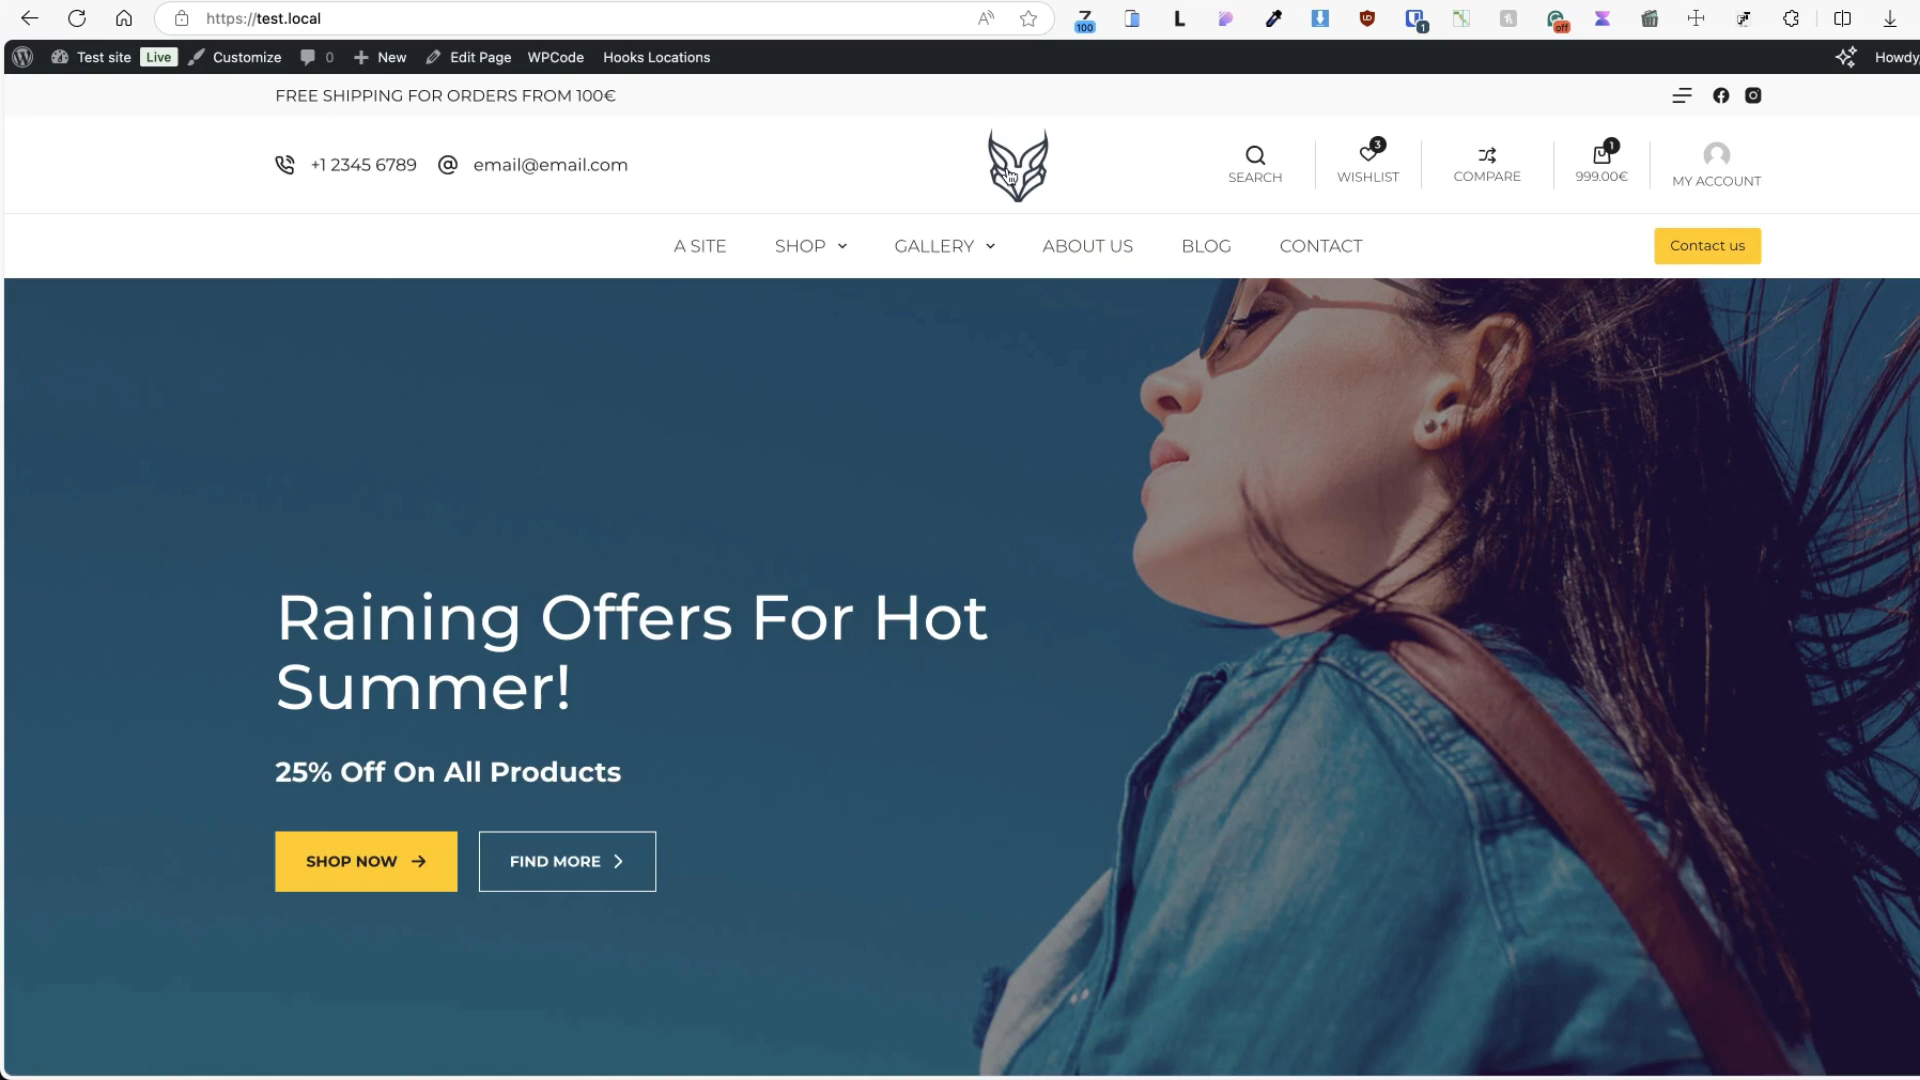 https://test.local
100
1
off
Test site Live Customize 0 New Edit Page WPCode Hooks Locations
Howdy,
FREE SHIPPING FOR ORDERS FROM 100€
+1 2345 6789 email@email.com
3
1
SEARCH WISHLIST COMPARE 999.00€ MY ACCOUNT
A SITE SHOP GALLERY ABOUT US BLOG CONTACT Contact us
Raining Offers For Hot
Summer!
25% Off On All Products
SHOP NOW FIND MORE